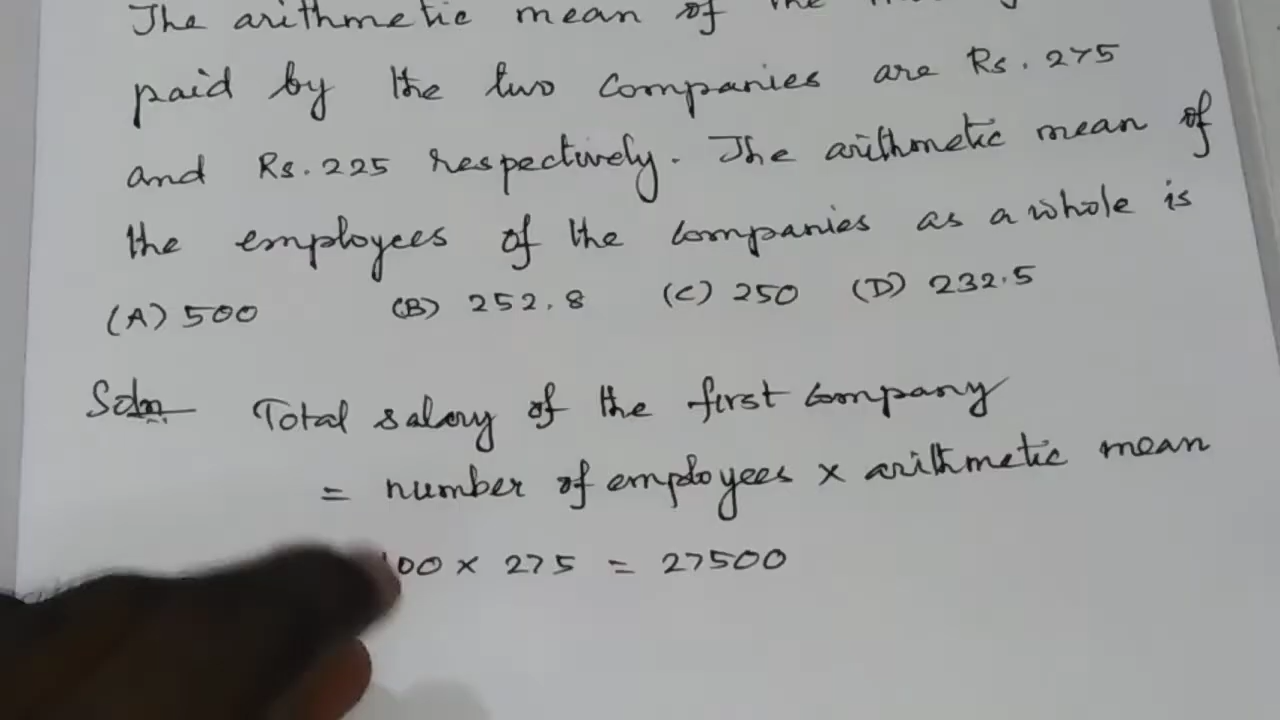 The arithmetic mean of the
paid by the two companies are Rs. 275
and Rs. 225 respectively. The arithmetic mean of
the employees of the companies as a whole is
(A) 500 (B) 252.8 (C) 250 (D) 232.5
Soln Total salary of the first company
= number of employees × arithmetic mean
100 × 275 = 27500